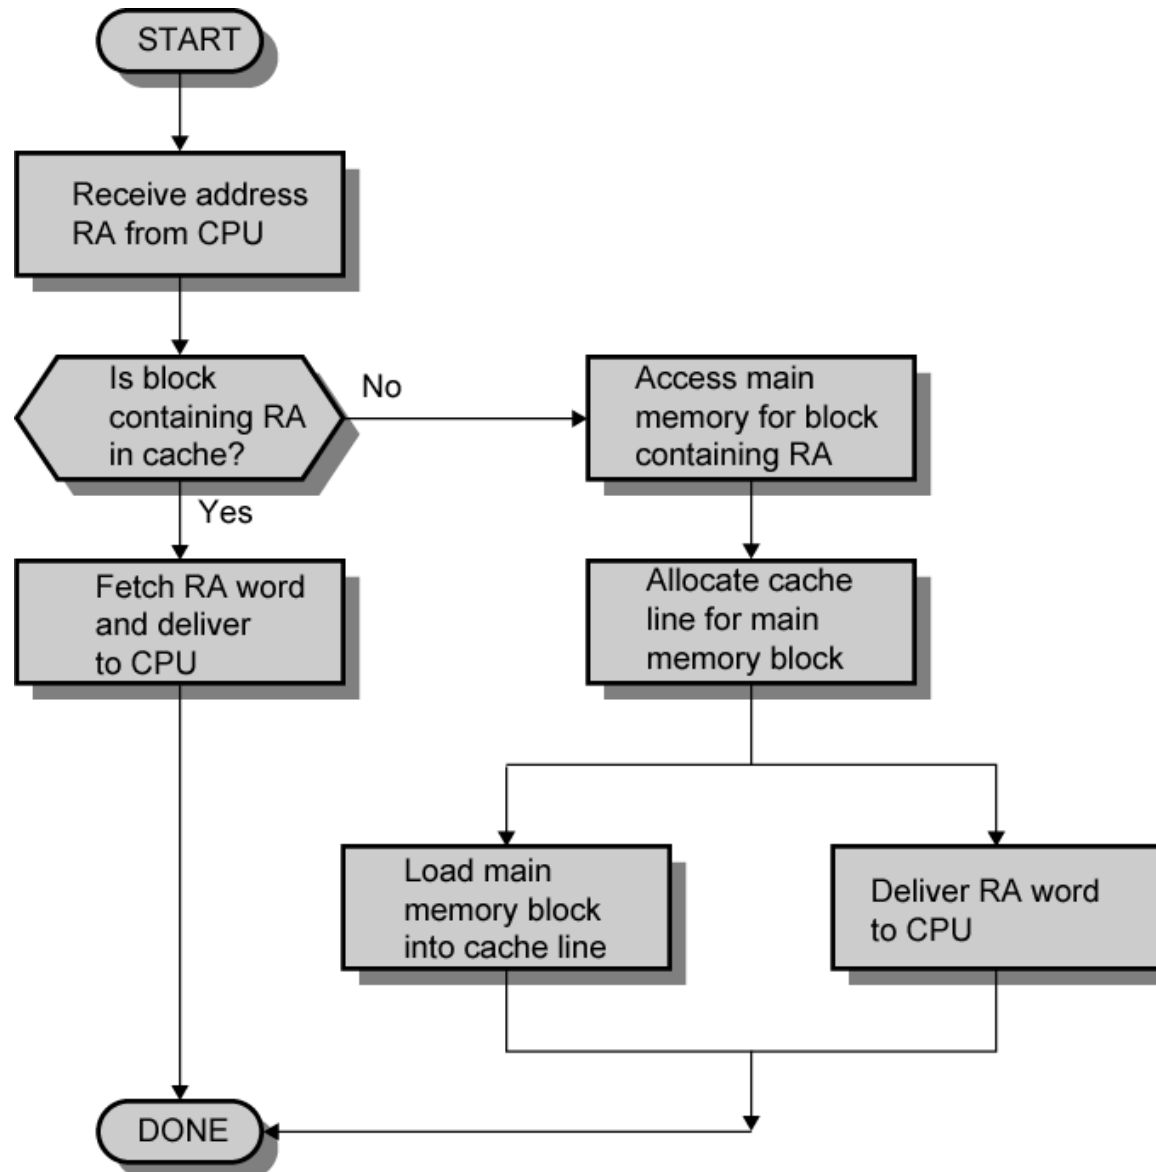 START
Receive address
RA from CPU
Is block
containing RA
in cache?
No
Yes
Access main
memory for block
containing RA
Fetch RA word
and deliver
to CPU
Allocate cache
line for main
memory block
Load main
memory block
into cache line
Deliver RA word
to CPU
DONE